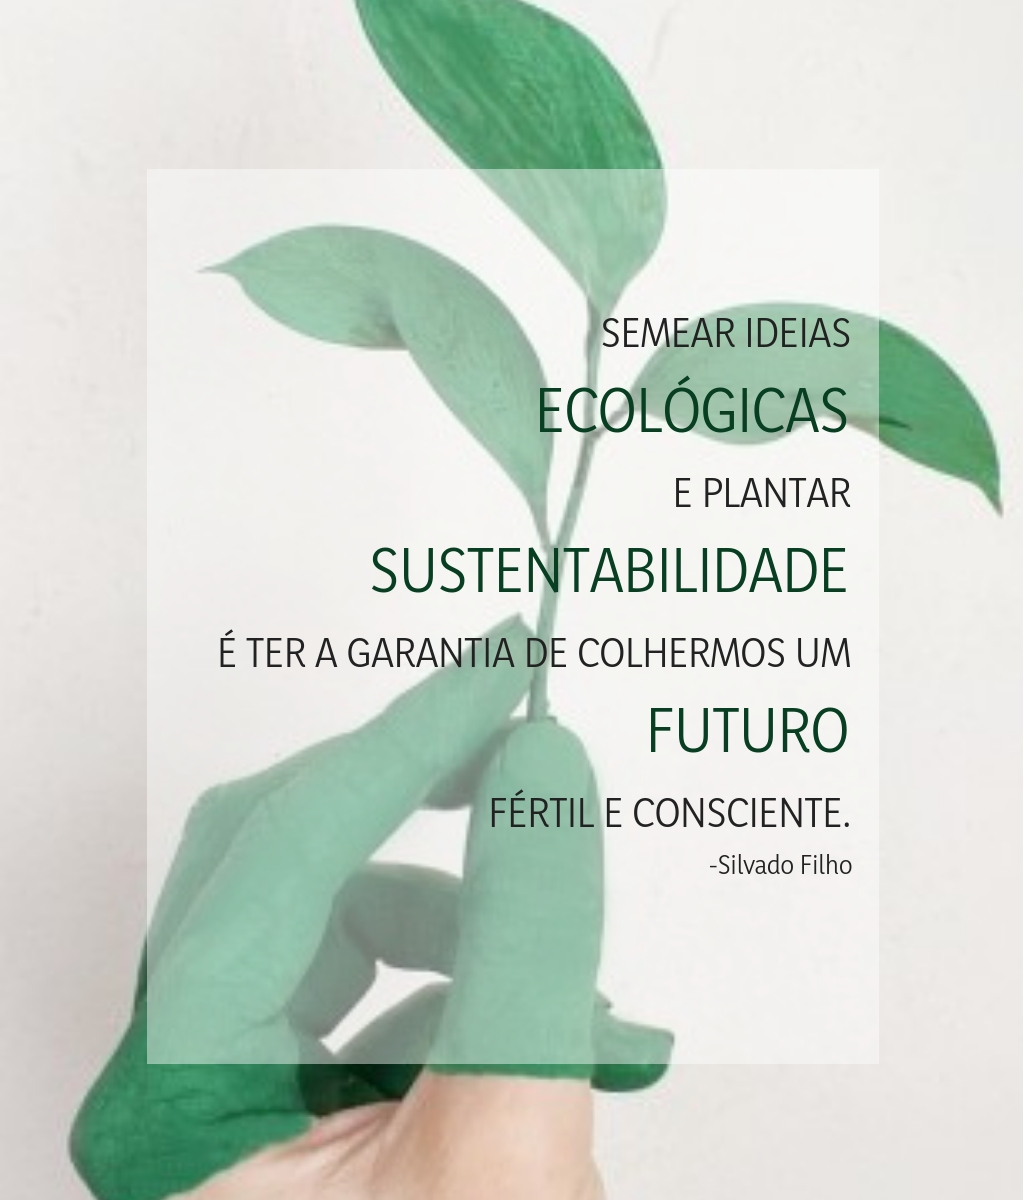 SEMEAR IDEIAS
ECOLÓGICAS
E PLANTAR
SUSTENTABILIDADE
É TER A GARANTIA DE COLHERMOS UM
FUTURO
FÉRTIL E CONSCIENTE.
-Silvado Filho